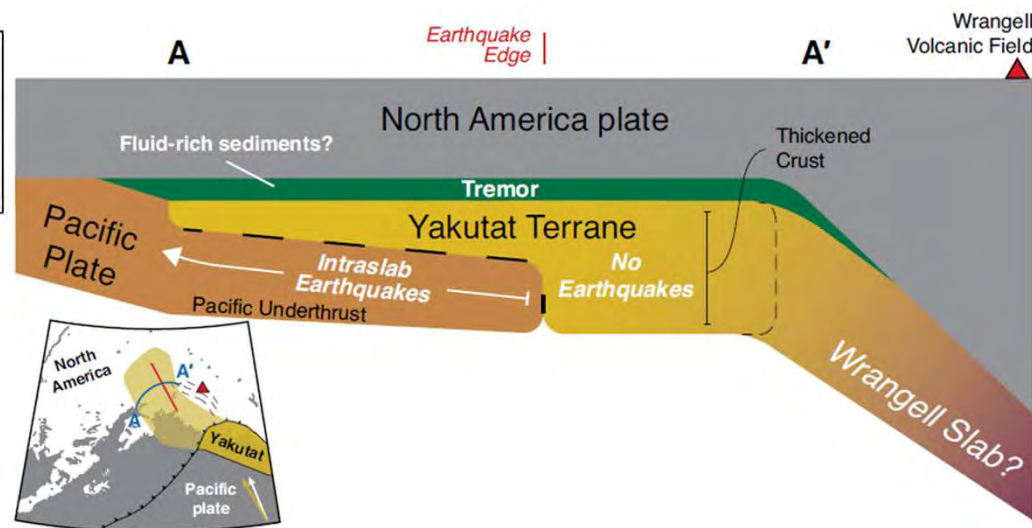 Wrangell
Volcanic Field
Earthquake
Edge
A
A′
North America plate
Thickened
Crust
Fluid-rich sediments?
Tremor
Pacific
Plate
Yakutat Terrane
Intraslab
Earthquakes
No
Earthquakes
Pacific Underthrust
Wrangell Slab?
North
America
A'
A
Yakutat
Pacific
plate